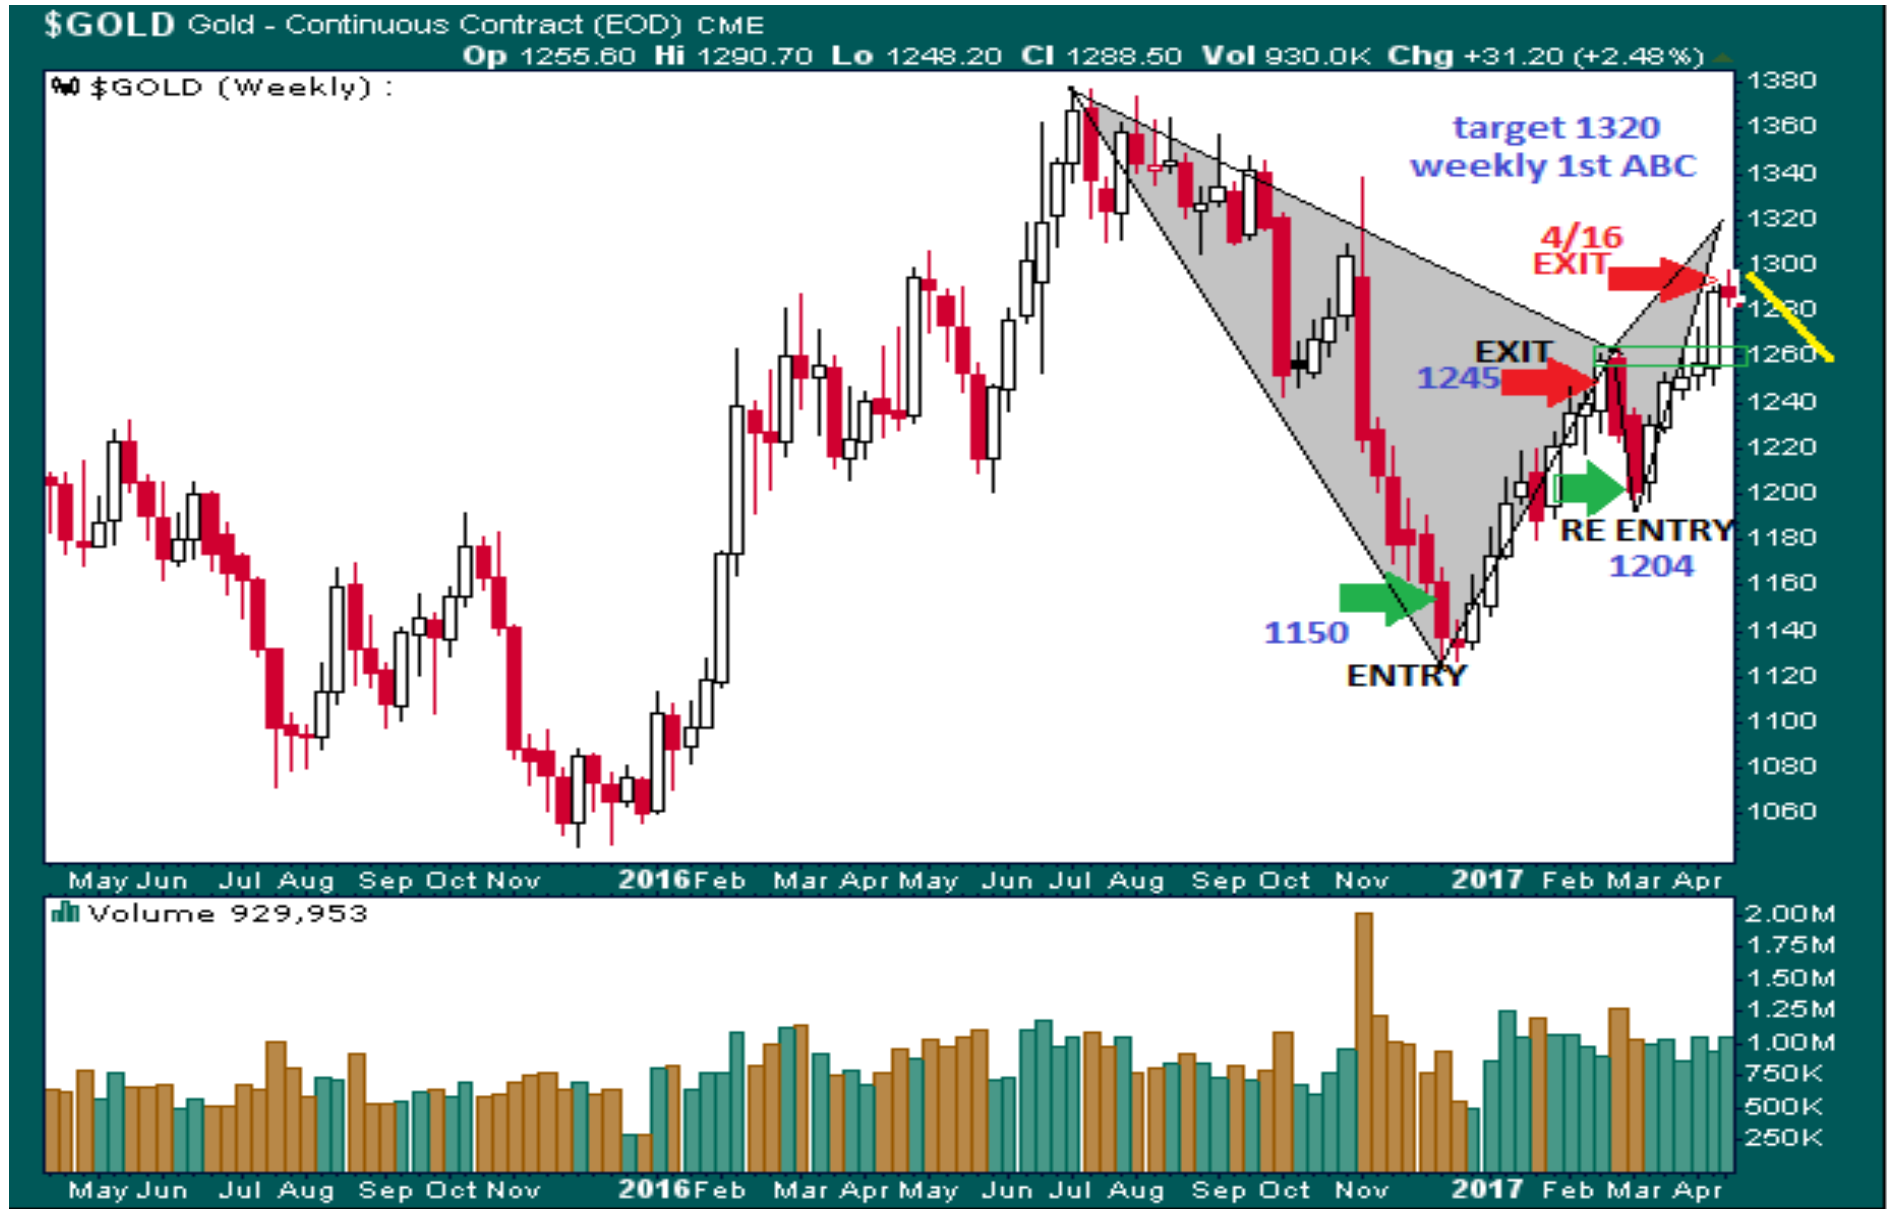 $GOLD Gold - Continuous Contract (EOD) CME
Op 1255.60 Hi 1290.70 Lo 1248.20 Cl 1288.50 Vol 930.0K Chg +31.20 (+2.48%)
$GOLD (Weekly) :
target 1320
weekly 1st ABC
4/16
EXIT
EXIT
1245
RE ENTRY
1204
1150
ENTRY
1380
1360
1340
1320
1300
1280
1260
1240
1220
1200
1180
1160
1140
1120
1100
1080
1060
May Jun Jul Aug Sep Oct Nov 2016 Feb Mar Apr May Jun Jul Aug Sep Oct Nov 2017 Feb Mar Apr
Volume 929,953
2.00M
1.75M
1.50M
1.25M
1.00M
750K
500K
250K
May Jun Jul Aug Sep Oct Nov 2016 Feb Mar Apr May Jun Jul Aug Sep Oct Nov 2017 Feb Mar Apr